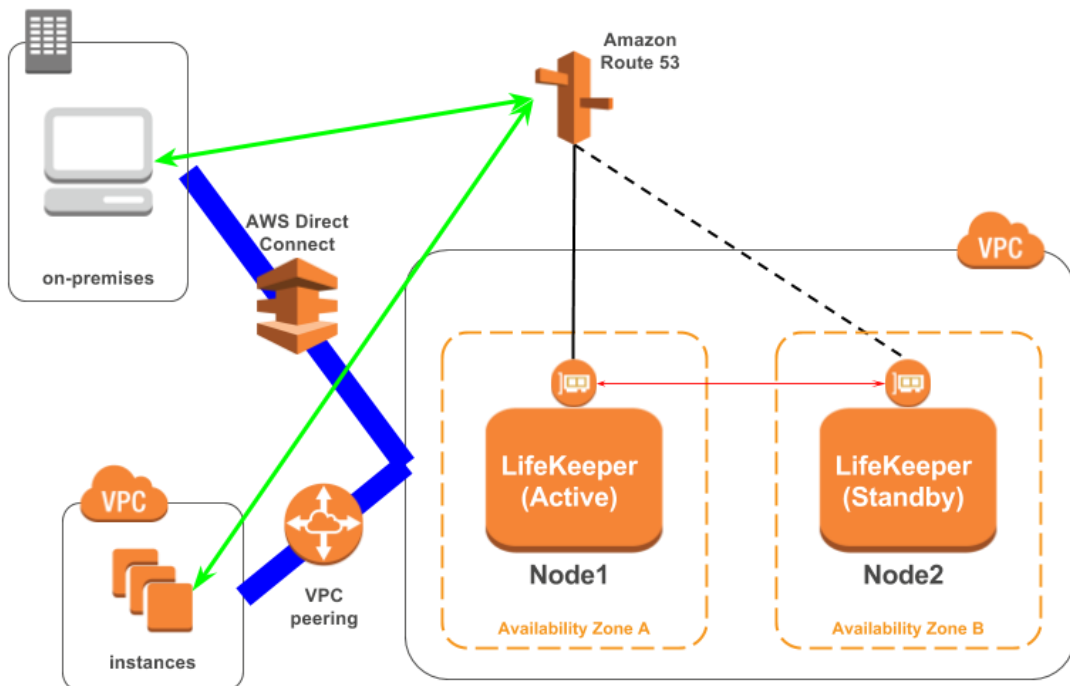 Amazon
Route 53
AWS Direct
Connect
on-premises
VPC
LifeKeeper
(Active)
Node1
Availability Zone A
LifeKeeper
(Standby)
Node2
Availability Zone B
VPC
instances
VPC
peering